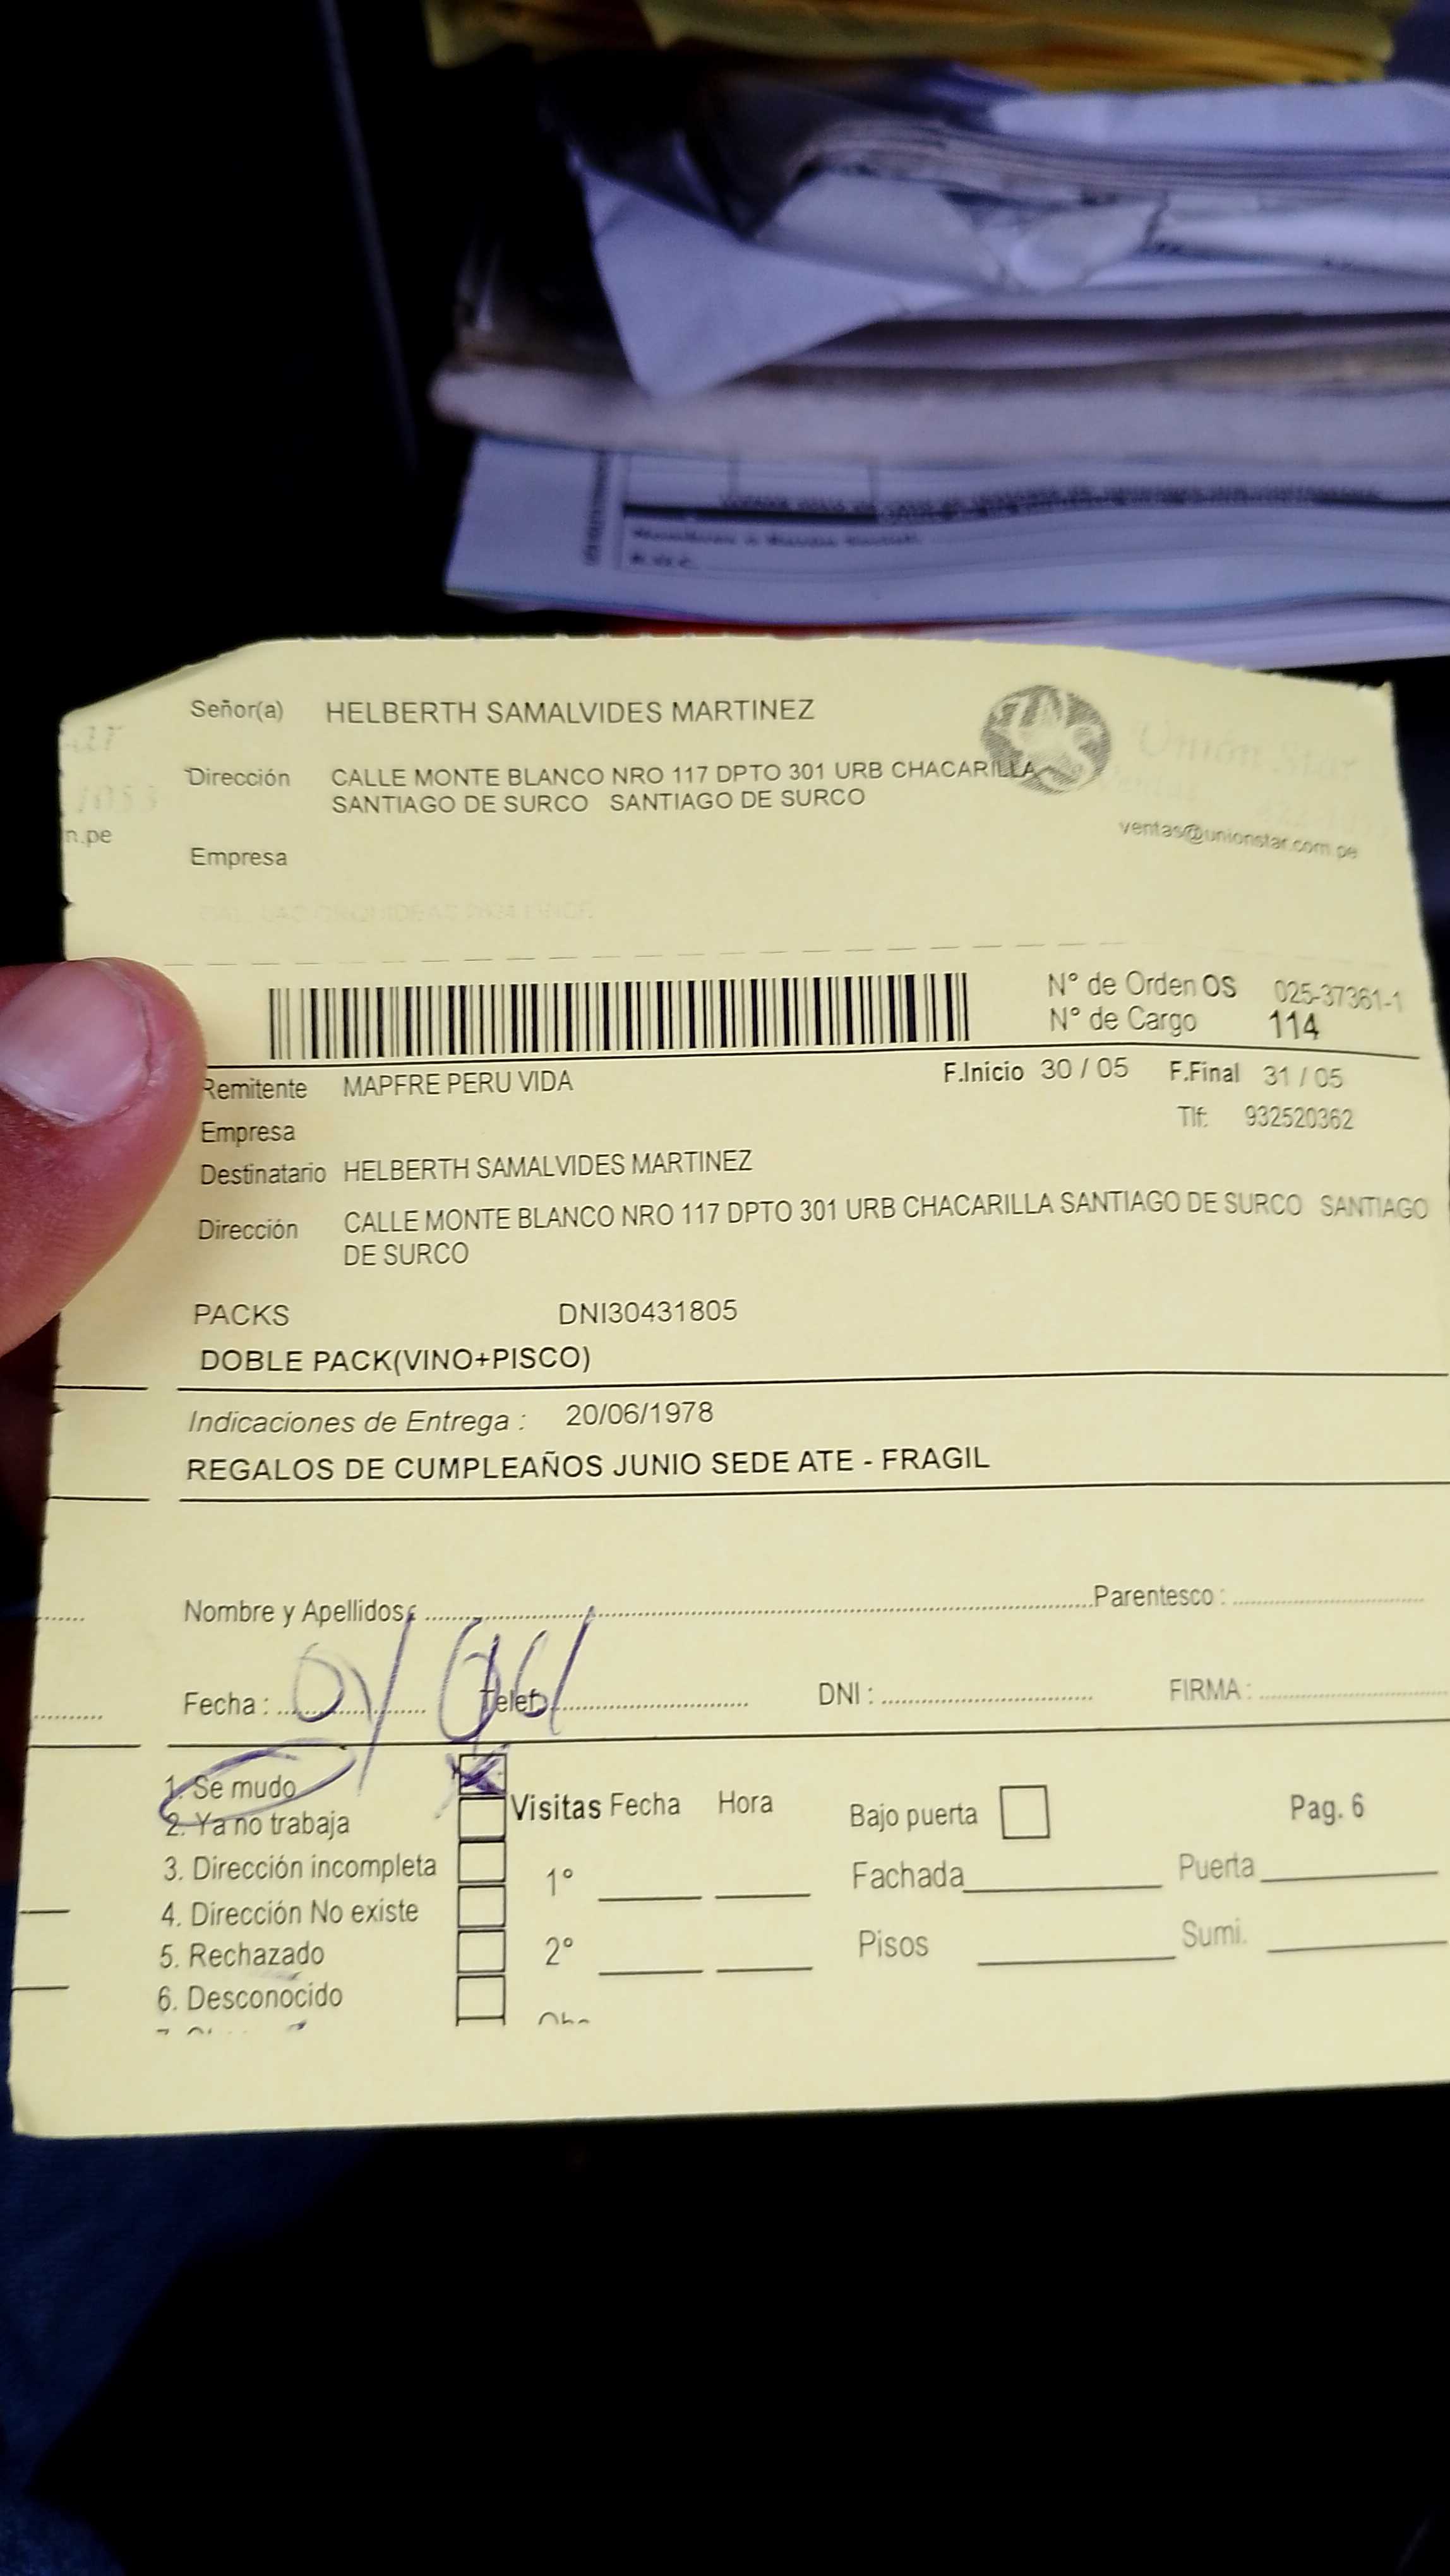 Señor(a) HELBERTH SAMALVIDES MARTINEZ
Unión Star
Dirección CALLE MONTE BLANCO NRO 117 DPTO 301 URB CHACARILLA
SANTIAGO DE SURCO SANTIAGO DE SURCO
n.pe
ventas@unionstar.com.pe
Empresa
N° de Orden OS 025-37361-1
N° de Cargo 114
Remitente MAPFRE PERU VIDA F.Inicio 30 / 05 F.Final 31 / 05
Empresa Tlf: 932520362
Destinatario HELBERTH SAMALVIDES MARTINEZ
Dirección CALLE MONTE BLANCO NRO 117 DPTO 301 URB CHACARILLA SANTIAGO DE SURCO SANTIAGO
DE SURCO
PACKS DNI30431805
DOBLE PACK(VINO+PISCO)
Indicaciones de Entrega : 20/06/1978
REGALOS DE CUMPLEAÑOS JUNIO SEDE ATE - FRAGIL
Nombre y Apellidos: Parentesco :
Fecha : Telef. DNI : FIRMA :
1. Se mudo
2. Ya no trabaja
Visitas Fecha Hora Bajo puerta Pag. 6
3. Dirección incompleta 1° Fachada Puerta
4. Dirección No existe
5. Rechazado 2° Pisos Sumi.
6. Desconocido